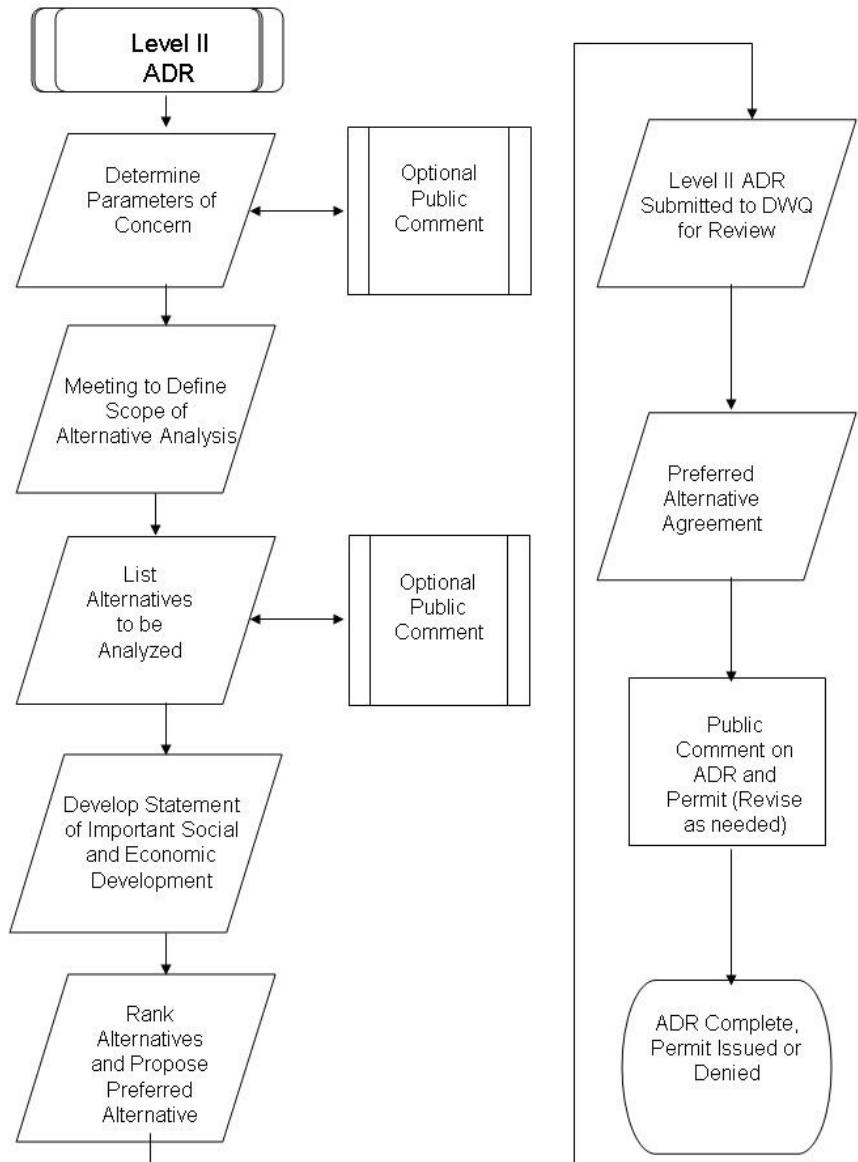 Level II
ADR
Determine
Parameters of
Concern
Optional
Public
Comment
Meeting to Define
Scope of
Alternative Analysis
List
Alternatives
to be
Analyzed
Optional
Public
Comment
Develop Statement
of Important Social
and Economic
Development
Rank
Alternatives
and Propose
Preferred
Alternative
Level II ADR
Submitted to DWQ
for Review
Preferred
Alternative
Agreement
Public
Comment on
ADR and
Permit (Revise
as needed)
ADR Complete,
Permit Issued or
Denied